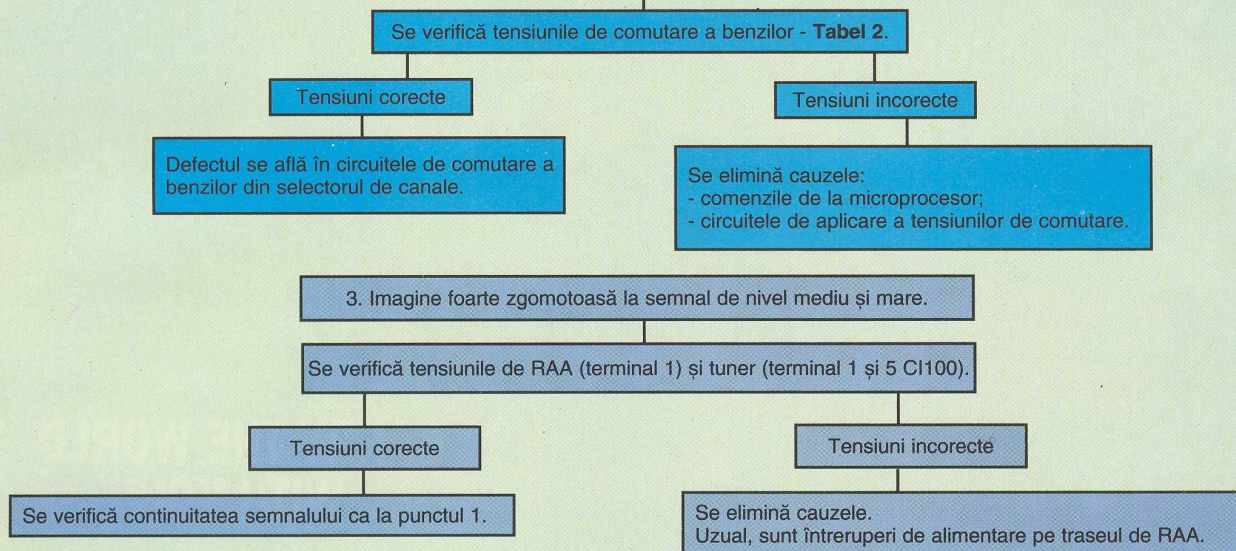 Se verifică tensiunile de comutare a benzilor - Tabel 2.
Tensiuni corecte
Tensiuni incorecte
Defectul se află în circuitele de comutare a
benzilor din selectorul de canale.
Se elimină cauzele:
- comenzile de la microprocesor;
- circuitele de aplicare a tensiunilor de comutare.
3. Imagine foarte zgomotoasă la semnal de nivel mediu și mare.
Se verifică tensiunile de RAA (terminal 1) și tuner (terminal 1 și 5 CI100).
Tensiuni corecte
Tensiuni incorecte
Se verifică continuitatea semnalului ca la punctul 1.
Se elimină cauzele.
Uzual, sunt întreruperi de alimentare pe traseul de RAA.